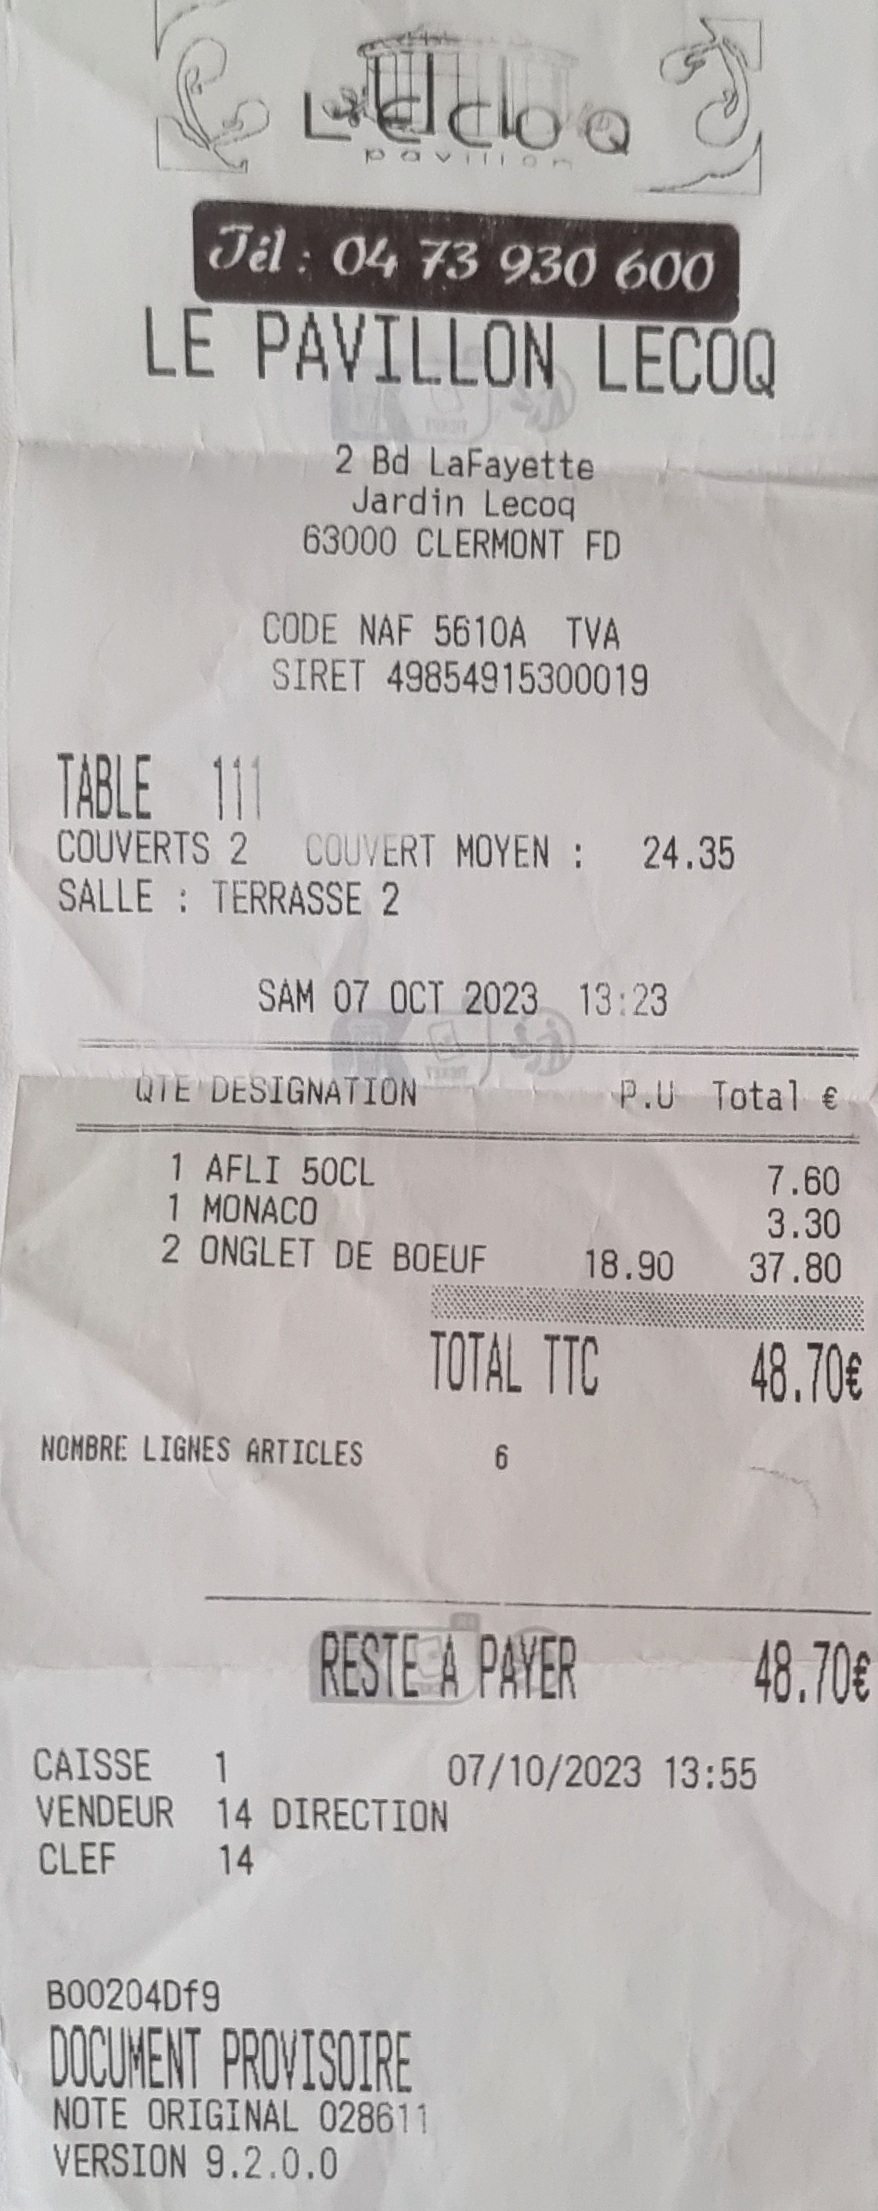 LecoQ
pavillon
Tél : 04 73 930 600
LE PAVILLON LECOQ
2 Bd LaFayette
Jardin Lecoq
63000 CLERMONT FD
CODE NAF 5610A TVA
SIRET 49854915300019
TABLE 111
COUVERTS 2 COUVERT MOYEN : 24.35
SALLE : TERRASSE 2
SAM 07 OCT 2023 13:23
QTE DESIGNATION P.U Total €
1 AFLI 50CL 7.60
1 MONACO 3.30
2 ONGLET DE BOEUF 18.90 37.80
TOTAL TTC 48.70€
NOMBRE LIGNES ARTICLES 6
RESTE A PAYER 48.70€
CAISSE 1 07/10/2023 13:55
VENDEUR 14 DIRECTION
CLEF 14
B00204Df9
DOCUMENT PROVISOIRE
NOTE ORIGINAL 028611
VERSION 9.2.0.0